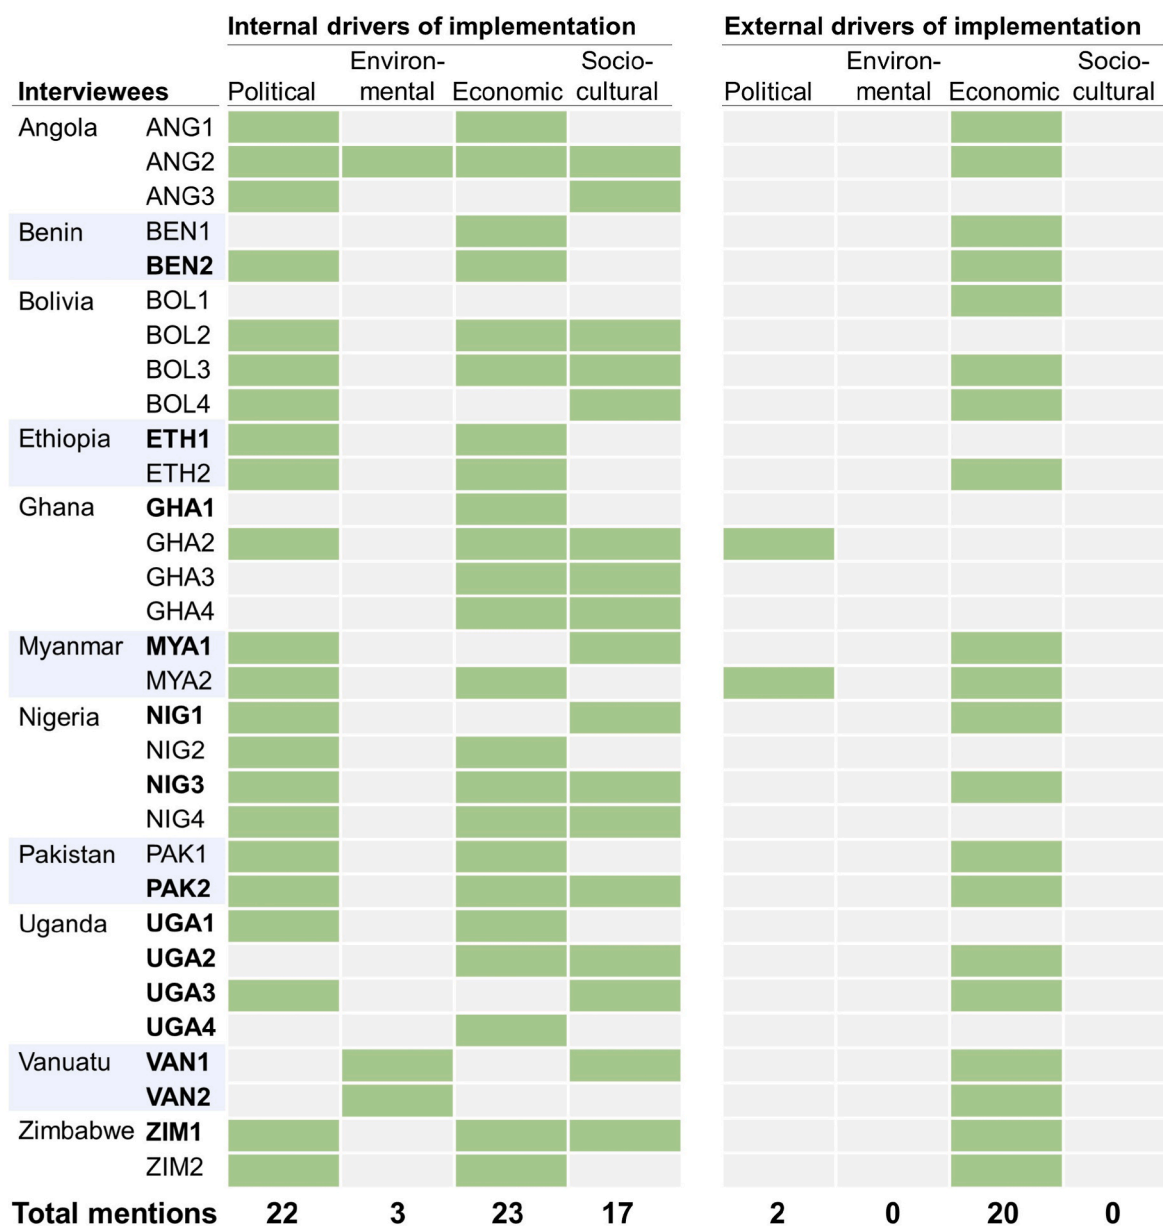 Internal drivers of implementation External drivers of implementation
Environ- Socio- Environ- Socio-
Interviewees Political mental Economic cultural Political mental Economic cultural
Angola ANG1
ANG2
ANG3
Benin BEN1
BEN2
Bolivia BOL1
BOL2
BOL3
BOL4
Ethiopia ETH1
ETH2
Ghana GHA1
GHA2
GHA3
GHA4
Myanmar MYA1
MYA2
Nigeria NIG1
NIG2
NIG3
NIG4
Pakistan PAK1
PAK2
Uganda UGA1
UGA2
UGA3
UGA4
Vanuatu VAN1
VAN2
Zimbabwe ZIM1
ZIM2
Total mentions 22 3 23 17 2 0 20 0